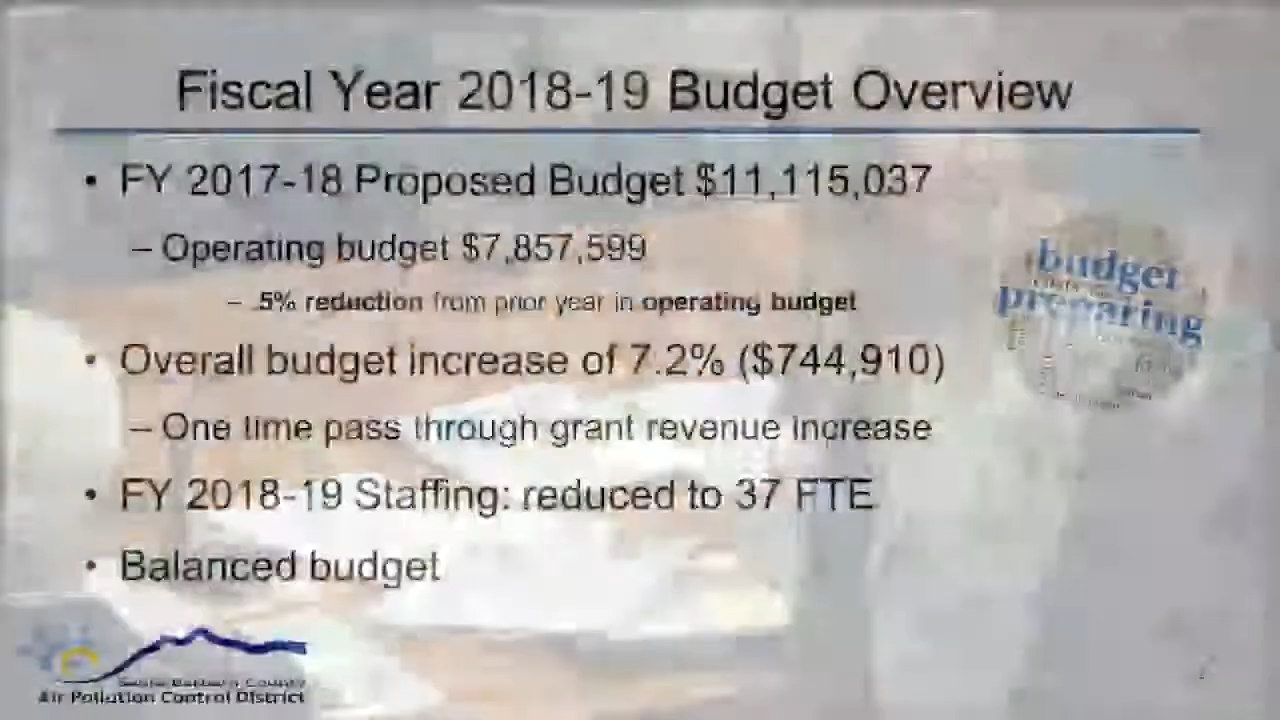 Fiscal Year 2018-19 Budget Overview
• FY 2017-18 Proposed Budget $11,115,037
– Operating budget $7,857,599
– .5% reduction from prior year in operating budget
budget
preparing
• Overall budget increase of 7.2% ($744,910)
– One time pass through grant revenue increase
• FY 2018-19 Staffing: reduced to 37 FTE
• Balanced budget
Santa Barbara County
Air Pollution Control District